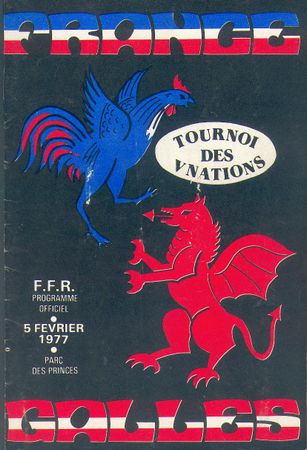 FRANCE
TOURNOI
DES
V NATIONS
F.F.R.
PROGRAMME
OFFICIEL
5 FEVRIER
1977
PARC
DES PRINCES
GALLES